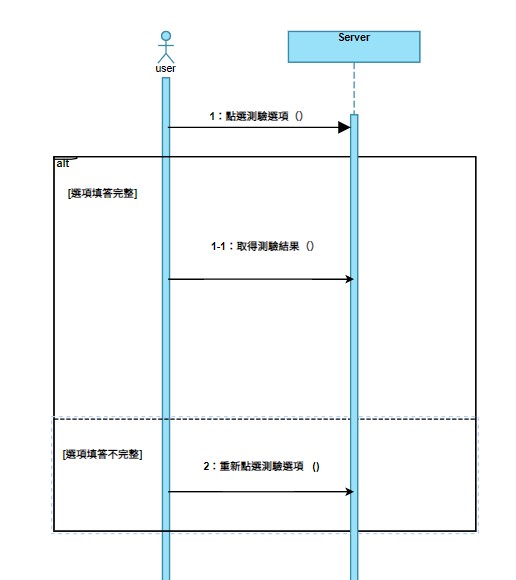 Server
user
1：點選測驗選項（）
alt
[選項填答完整]
1-1：取得測驗結果（）
[選項填答不完整]
2：重新點選測驗選項 ()